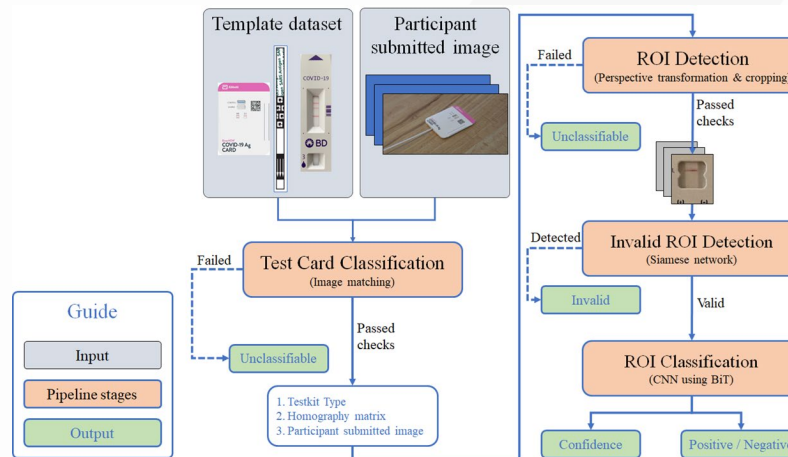 Template dataset
COVID-19 Ag
CARD
COVID-19
BD
Participant
submitted image
Failed
Test Card Classification
(Image matching)
Unclassifiable
Passed
checks
1. Testkit Type
2. Homography matrix
3. Participant submitted image
Guide
Input
Pipeline stages
Output
Failed
ROI Detection
(Perspective transformation & cropping)
Unclassifiable
Passed
checks
Detected
Invalid ROI Detection
(Siamese network)
Invalid
Valid
ROI Classification
(CNN using BiT)
Confidence
Positive / Negative